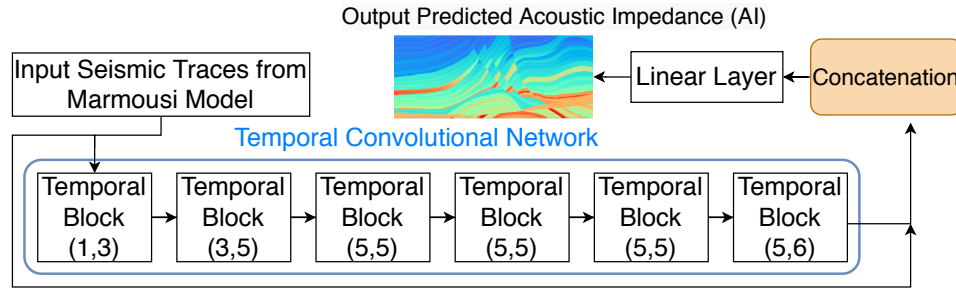 Output Predicted Acoustic Impedance (AI)
Input Seismic Traces from
Marmousi Model
Linear Layer
Concatenation
Temporal Convolutional Network
Temporal
Block
(1,3)
Temporal
Block
(3,5)
Temporal
Block
(5,5)
Temporal
Block
(5,5)
Temporal
Block
(5,5)
Temporal
Block
(5,6)